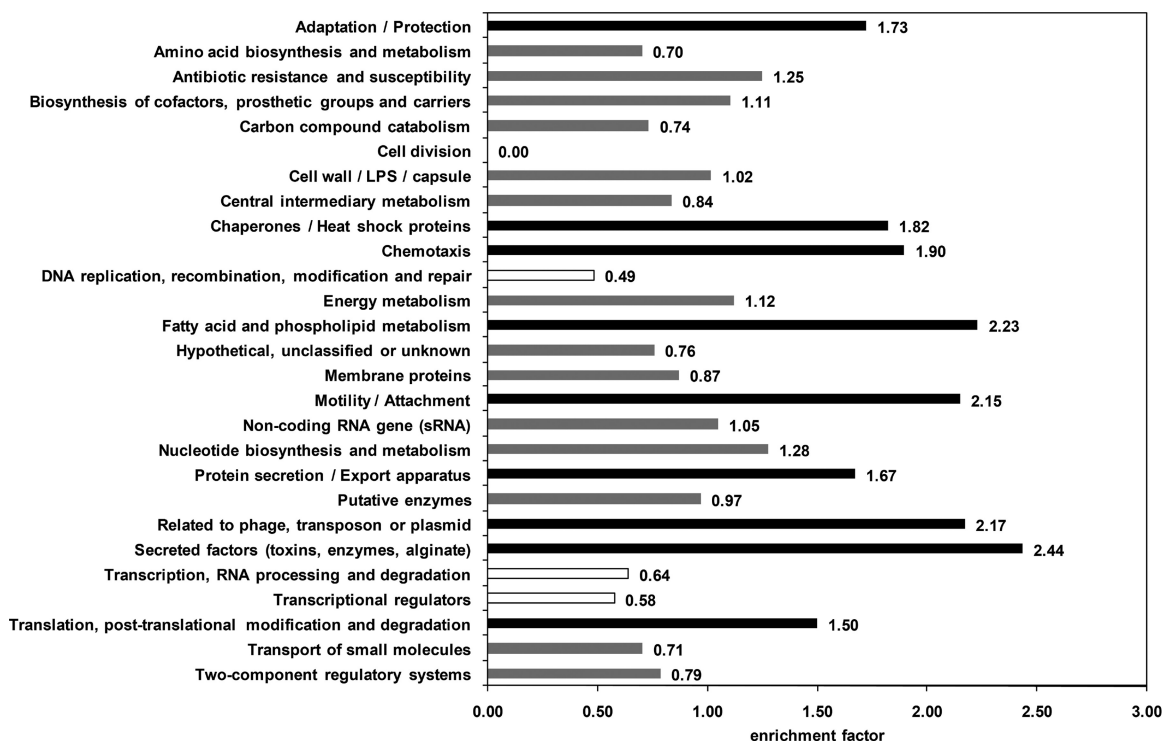 Adaptation / Protection 1.73
Amino acid biosynthesis and metabolism 0.70
Antibiotic resistance and susceptibility 1.25
Biosynthesis of cofactors, prosthetic groups and carriers 1.11
Carbon compound catabolism 0.74
Cell division 0.00
Cell wall / LPS / capsule 1.02
Central intermediary metabolism 0.84
Chaperones / Heat shock proteins 1.82
Chemotaxis 1.90
DNA replication, recombination, modification and repair 0.49
Energy metabolism 1.12
Fatty acid and phospholipid metabolism 2.23
Hypothetical, unclassified or unknown 0.76
Membrane proteins 0.87
Motility / Attachment 2.15
Non-coding RNA gene (sRNA) 1.05
Nucleotide biosynthesis and metabolism 1.28
Protein secretion / Export apparatus 1.67
Putative enzymes 0.97
Related to phage, transposon or plasmid 2.17
Secreted factors (toxins, enzymes, alginate) 2.44
Transcription, RNA processing and degradation 0.64
Transcriptional regulators 0.58
Translation, post-translational modification and degradation 1.50
Transport of small molecules 0.71
Two-component regulatory systems 0.79
0.00 0.50 1.00 1.50 2.00 2.50 3.00
enrichment factor